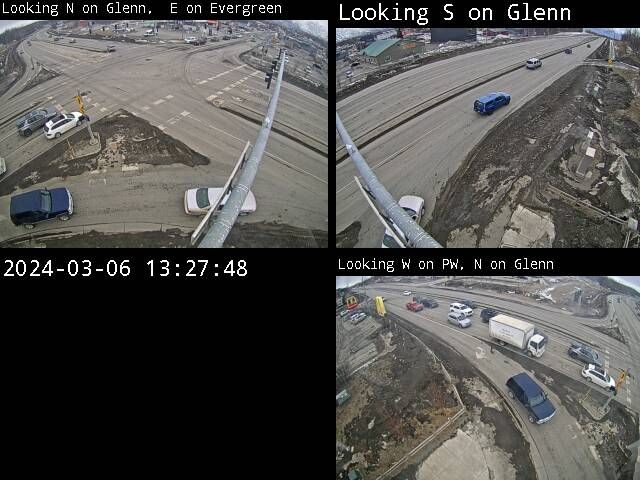 Looking N on Glenn,  E on Evergreen
Looking S on Glenn
2024-03-06 13:27:48
Looking W on PW, N on Glenn